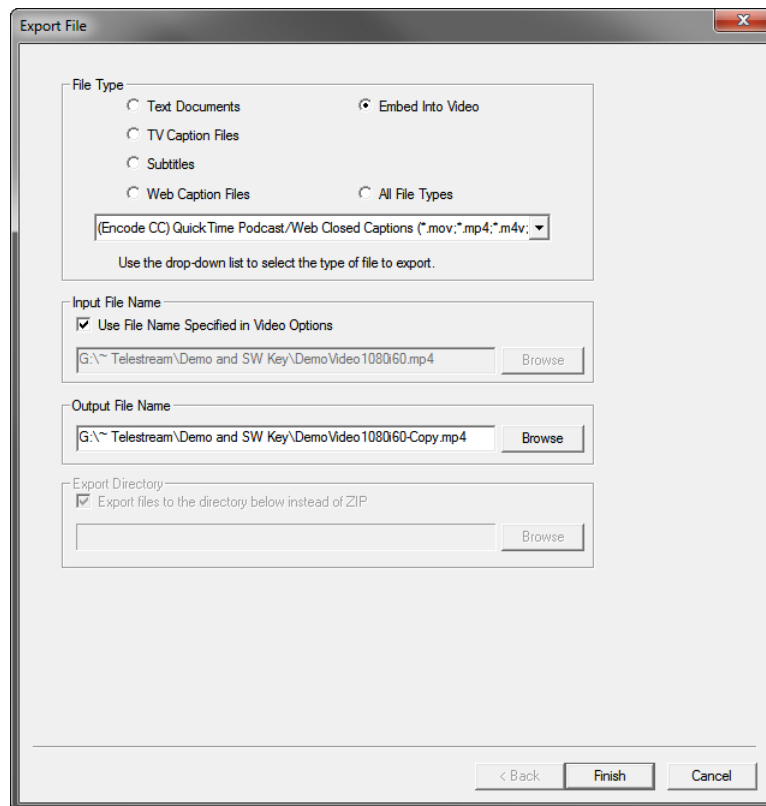 Export File
File Type
Text Documents
Embed Into Video
TV Caption Files
Subtitles
Web Caption Files
All File Types
(Encode CC) QuickTime Podcast/Web Closed Captions (*.mov;*.mp4;*.m4v;
Use the drop-down list to select the type of file to export.
Input File Name
Use File Name Specified in Video Options
G:\~ Telestream\Demo and SW Key\DemoVideo1080i60.mp4
Browse
Output File Name
G:\~ Telestream\Demo and SW Key\DemoVideo1080i60-Copy.mp4
Browse
Export Directory
Export files to the directory below instead of ZIP
Browse
< Back
Finish
Cancel